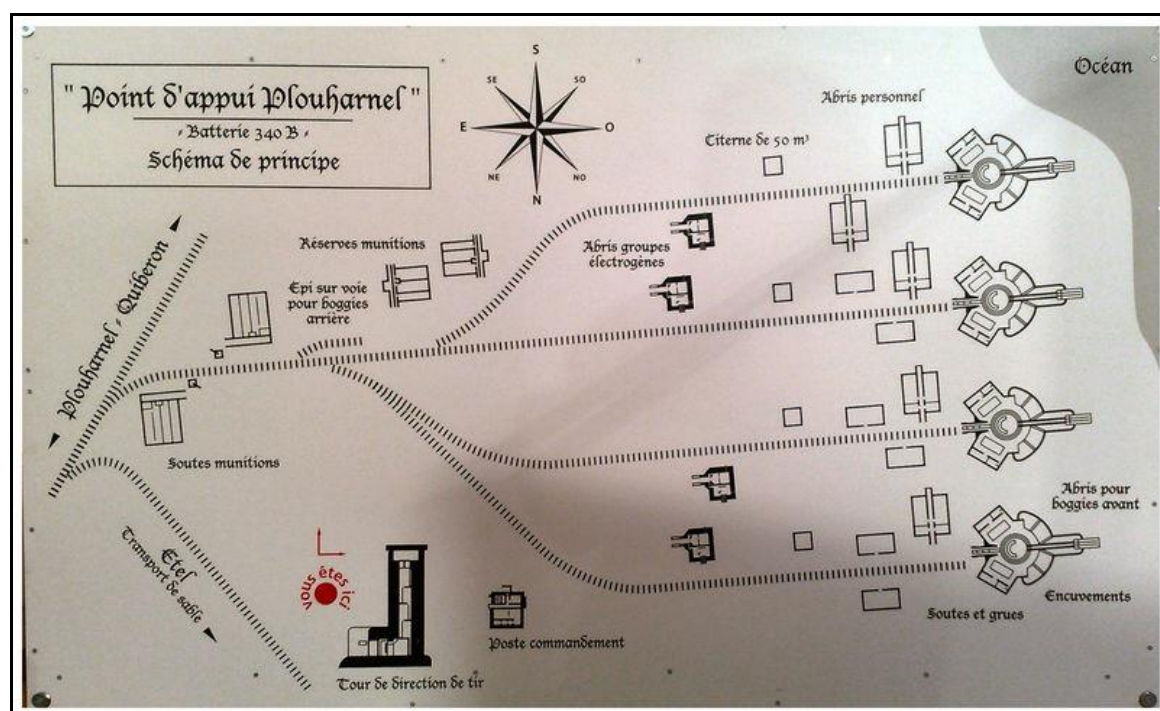 "Point d'appui Plouharnel"
- Batterie 340 B -
Schéma de principe
S
SE
SO
E
O
NE
NO
N
Océan
Abris personnel
Citerne de 50 m³
Plouharnel - Quiberon
Réserves munitions
Epi sur voie
pour boggies
arrière
Abris groupes
électrogènes
Soutes munitions
Etel
Transport de sable
vous êtes ici
Tour de direction de tir
Poste commandement
Abris pour
boggies avant
Encuvements
Soutes et grues